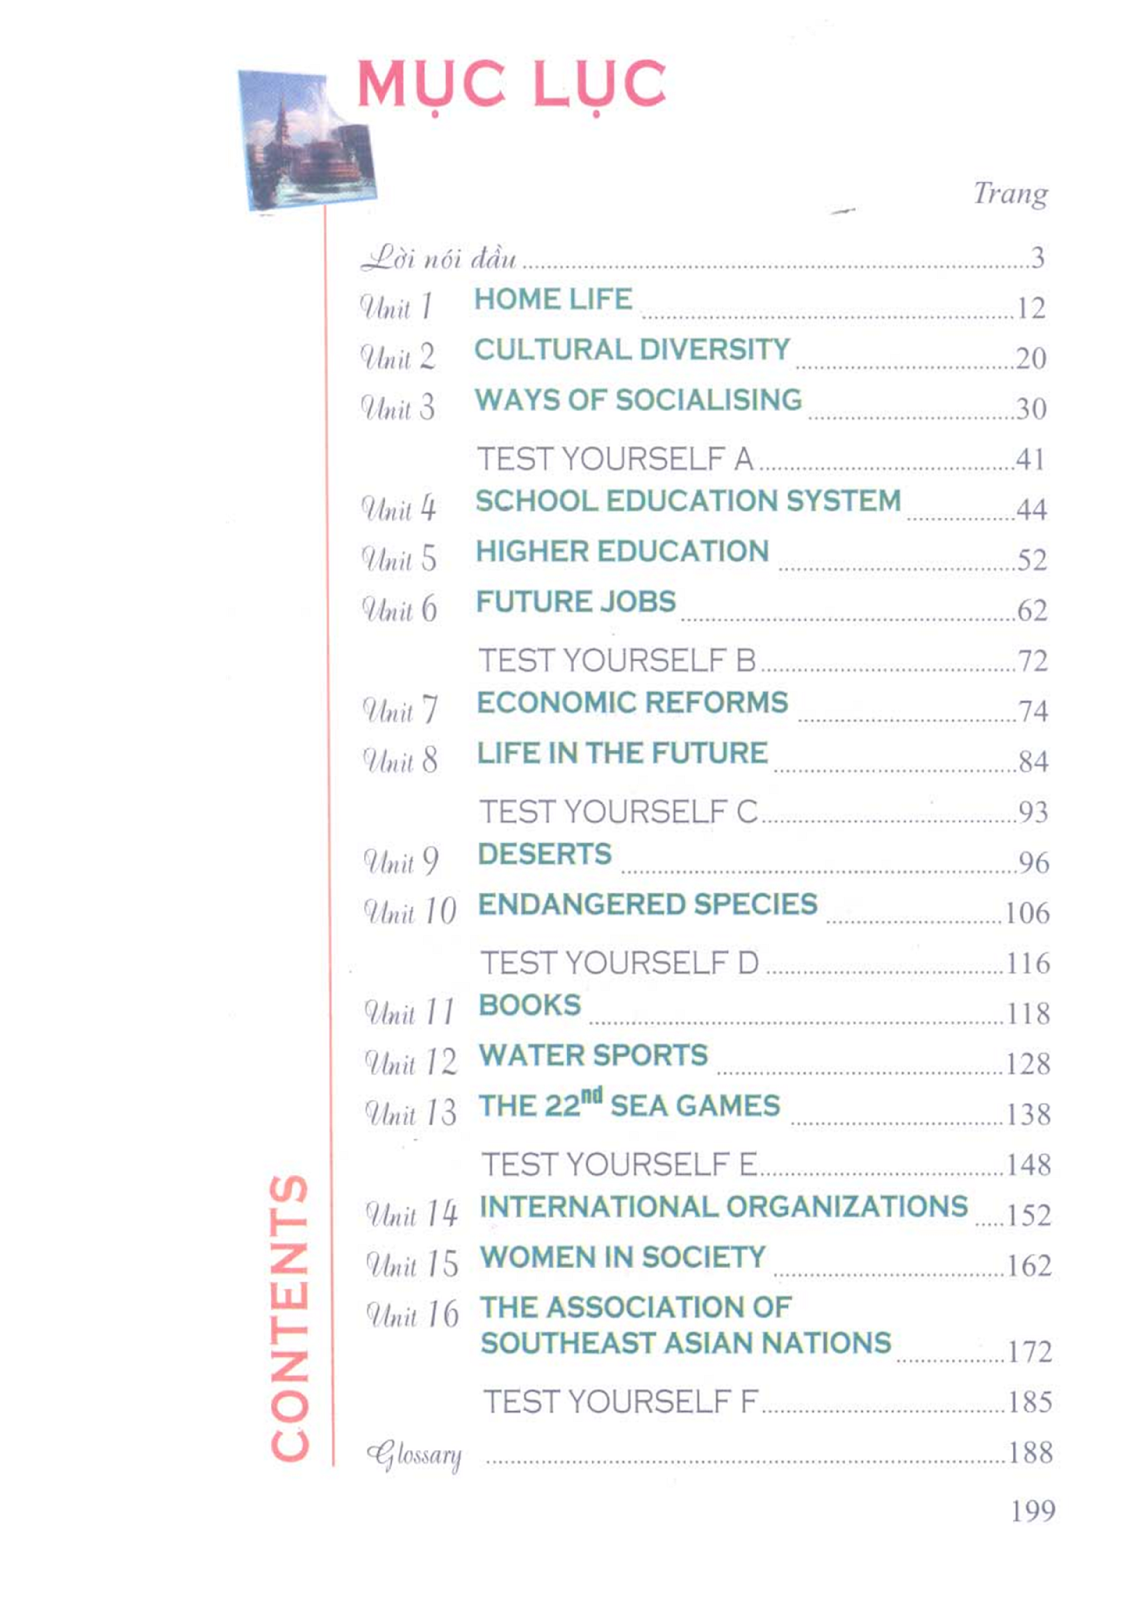 MỤC LỤC
Trang
Lời nói đầu ........ 3
Unit 1 HOME LIFE ........ 12
Unit 2 CULTURAL DIVERSITY ........ 20
Unit 3 WAYS OF SOCIALISING ........ 30
TEST YOURSELF A ........ 41
Unit 4 SCHOOL EDUCATION SYSTEM ........ 44
Unit 5 HIGHER EDUCATION ........ 52
Unit 6 FUTURE JOBS ........ 62
TEST YOURSELF B ........ 72
Unit 7 ECONOMIC REFORMS ........ 74
Unit 8 LIFE IN THE FUTURE ........ 84
TEST YOURSELF C ........ 93
Unit 9 DESERTS ........ 96
Unit 10 ENDANGERED SPECIES ........ 106
TEST YOURSELF D ........ 116
Unit 11 BOOKS ........ 118
Unit 12 WATER SPORTS ........ 128
Unit 13 THE 22nd SEA GAMES ........ 138
TEST YOURSELF E ........ 148
Unit 14 INTERNATIONAL ORGANIZATIONS ..... 152
Unit 15 WOMEN IN SOCIETY ........ 162
Unit 16 THE ASSOCIATION OF
SOUTHEAST ASIAN NATIONS ........ 172
TEST YOURSELF F ........ 185
Glossary ........ 188
CONTENTS
199